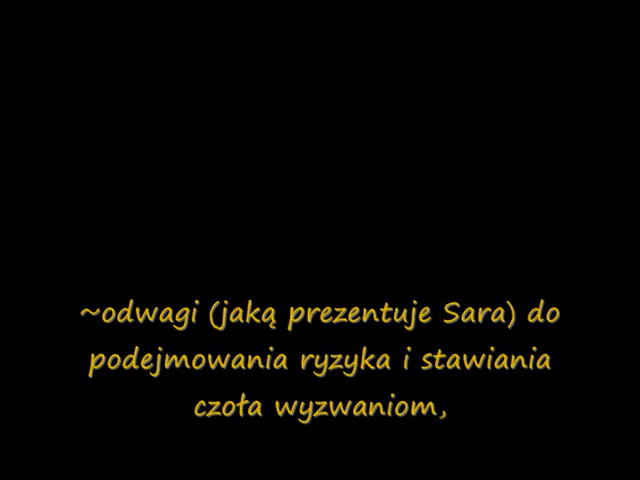 ~odwagi (jaką prezentuje Sara) do
podejmowania ryzyka i stawiania
czoła wyzwaniom,